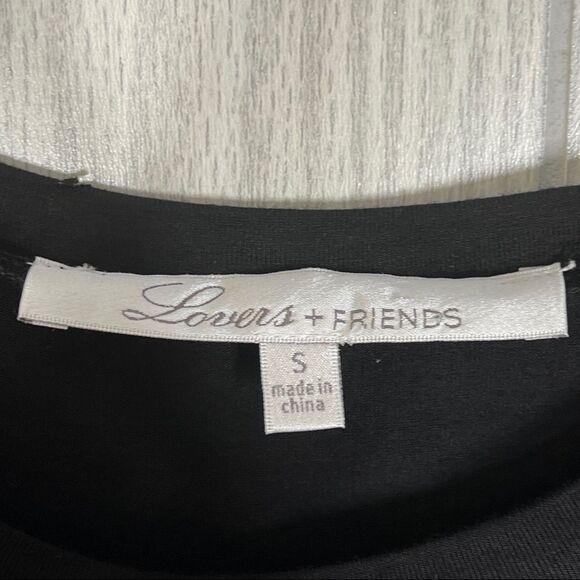 Lovers + FRIENDS
S
made in
china